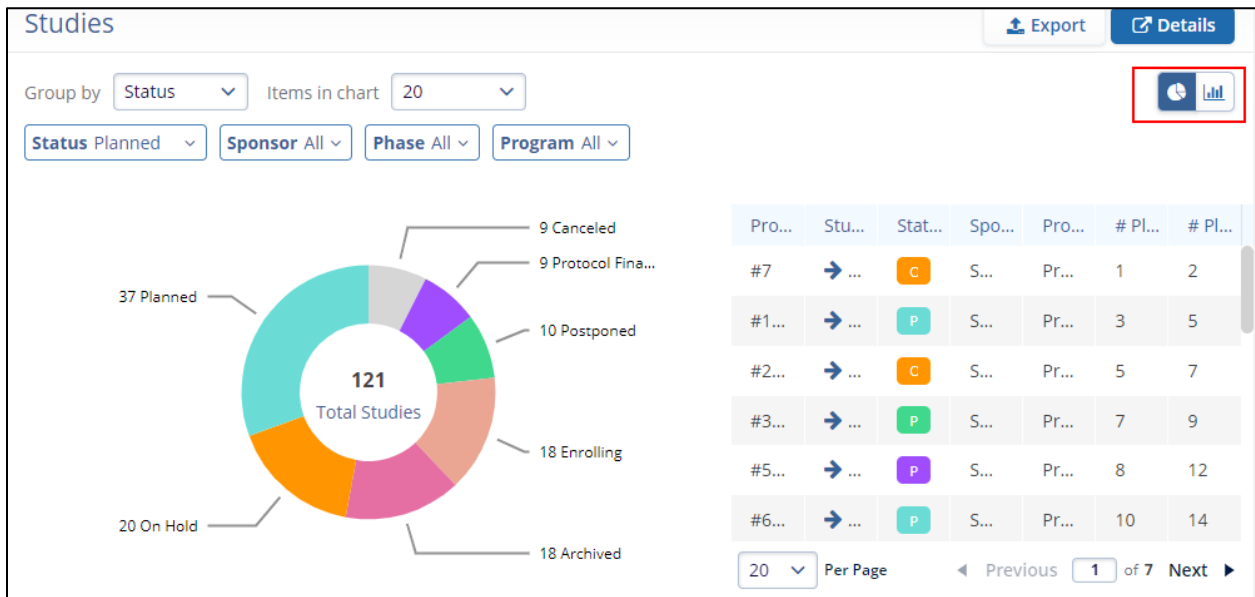 Studies
Export
Details
Group by Status Items in chart 20
Status Planned Sponsor All Phase All Program All
9 Canceled
9 Protocol Fina...
37 Planned
10 Postponed
121
Total Studies
18 Enrolling
20 On Hold
18 Archived
Pro... Stu... Stat... Spo... Pro... # Pl... # Pl...
#7 ... C S... Pr... 1 2
#1... ... P S... Pr... 3 5
#2... ... C S... Pr... 5 7
#3... ... P S... Pr... 7 9
#5... ... P S... Pr... 8 12
#6... ... P S... Pr... 10 14
20 Per Page Previous 1 of 7 Next